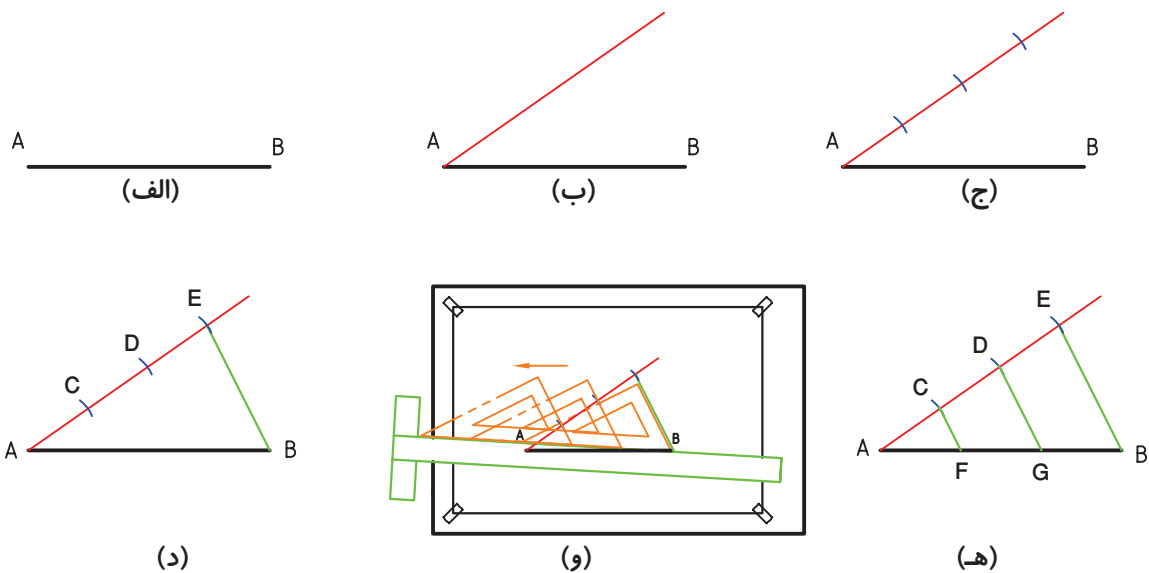 A B
(الف)
A B
(ب)
A B
(ج)
A B C D E
(د)
A B
(و)
A B C D E F G
(هـ)